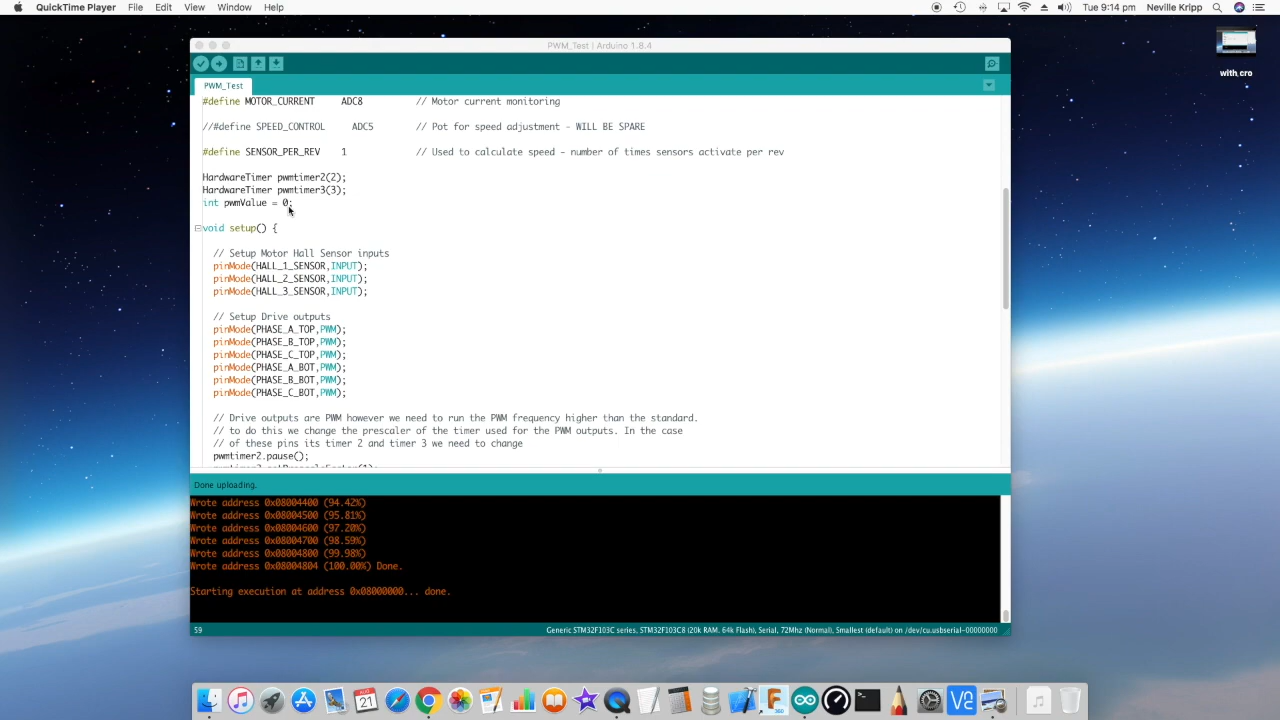 QuickTime Player File Edit View Window Help Tue 9:14 pm Neville Kripp
with,cro
PWM_Test | Arduino 1.8.4
PWM_Test
#define MOTOR_CURRENT ADC8 // Motor current monitoring
//#define SPEED_CONTROL ADC5 // Pot for speed adjustment - WILL BE SPARE
#define SENSOR_PER_REV 1 // Used to calculate speed - number of times sensors activate per rev
HardwareTimer pwmtimer2(2);
HardwareTimer pwmtimer3(3);
int pwmValue = 0;
void setup() {
// Setup Motor Hall Sensor inputs
pinMode(HALL_1_SENSOR,INPUT);
pinMode(HALL_2_SENSOR,INPUT);
pinMode(HALL_3_SENSOR,INPUT);
// Setup Drive outputs
pinMode(PHASE_A_TOP,PWM);
pinMode(PHASE_B_TOP,PWM);
pinMode(PHASE_C_TOP,PWM);
pinMode(PHASE_A_BOT,PWM);
pinMode(PHASE_B_BOT,PWM);
pinMode(PHASE_C_BOT,PWM);
// Drive outputs are PWM however we need to run the PWM frequency higher than the standard.
// to do this we change the prescaler of the timer used for the PWM outputs. In the case
// of these pins its timer 2 and timer 3 we need to change
pwmtimer2.pause();
Done uploading.
Wrote address 0x08004400 (94.42%)
Wrote address 0x08004500 (95.81%)
Wrote address 0x08004600 (97.20%)
Wrote address 0x08004700 (98.59%)
Wrote address 0x08004800 (99.98%)
Wrote address 0x08004804 (100.00%) Done.
Starting execution at address 0x08000000... done.
59 Generic STM32F103C series, STM32F103C8 (20k RAM. 64k Flash), Serial, 72Mhz (Normal), Smallest (default) on /dev/cu.usbserial-00000000
AUG
21
F
360
V2